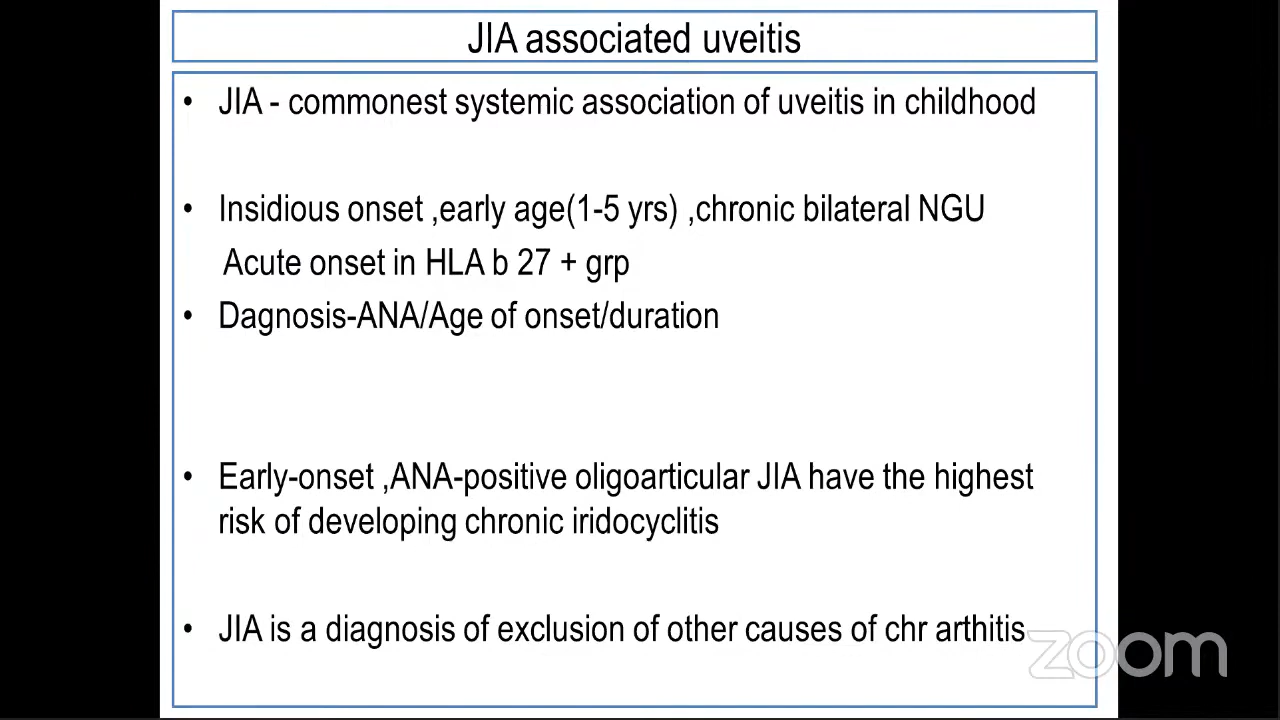 JIA associated uveitis
• JIA - commonest systemic association of uveitis in childhood
• Insidious onset ,early age(1-5 yrs) ,chronic bilateral NGU
Acute onset in HLA b 27 + grp
• Dagnosis-ANA/Age of onset/duration
• Early-onset ,ANA-positive oligoarticular JIA have the highest
risk of developing chronic iridocyclitis
• JIA is a diagnosis of exclusion of other causes of chr arthitis
zoom